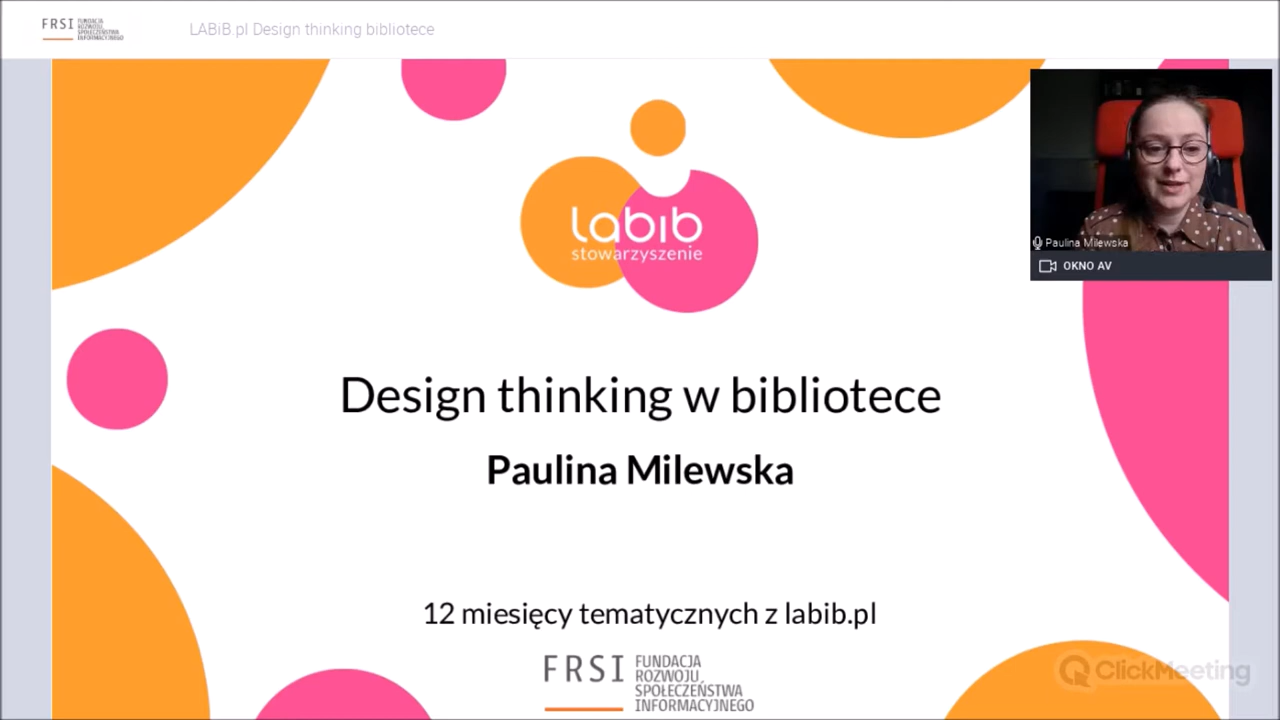 FRSI FUNDACJA
ROZWOJU
SPOŁECZEŃSTWA
INFORMACYJNEGO
LABiB.pl Design thinking bibliotece
labib
stowarzyszenie
Paulina Milewska
OKNO AV
Design thinking w bibliotece
Paulina Milewska
12 miesięcy tematycznych z labib.pl
FRSI FUNDACJA
ROZWOJU
SPOŁECZEŃSTWA
INFORMACYJNEGO
ClickMeeting